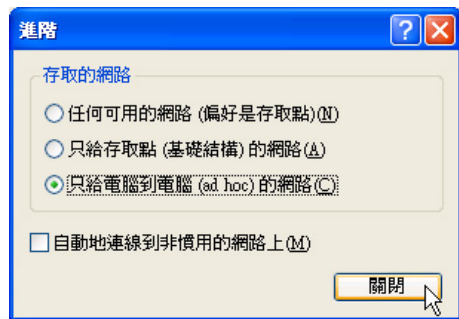 進階
存取的網路
任何可用的網路 (偏好是存取點)(N)
只給存取點 (基礎結構) 的網路(A)
只給電腦到電腦 (ad hoc) 的網路(C)
自動地連線到非慣用的網路上(M)
關閉